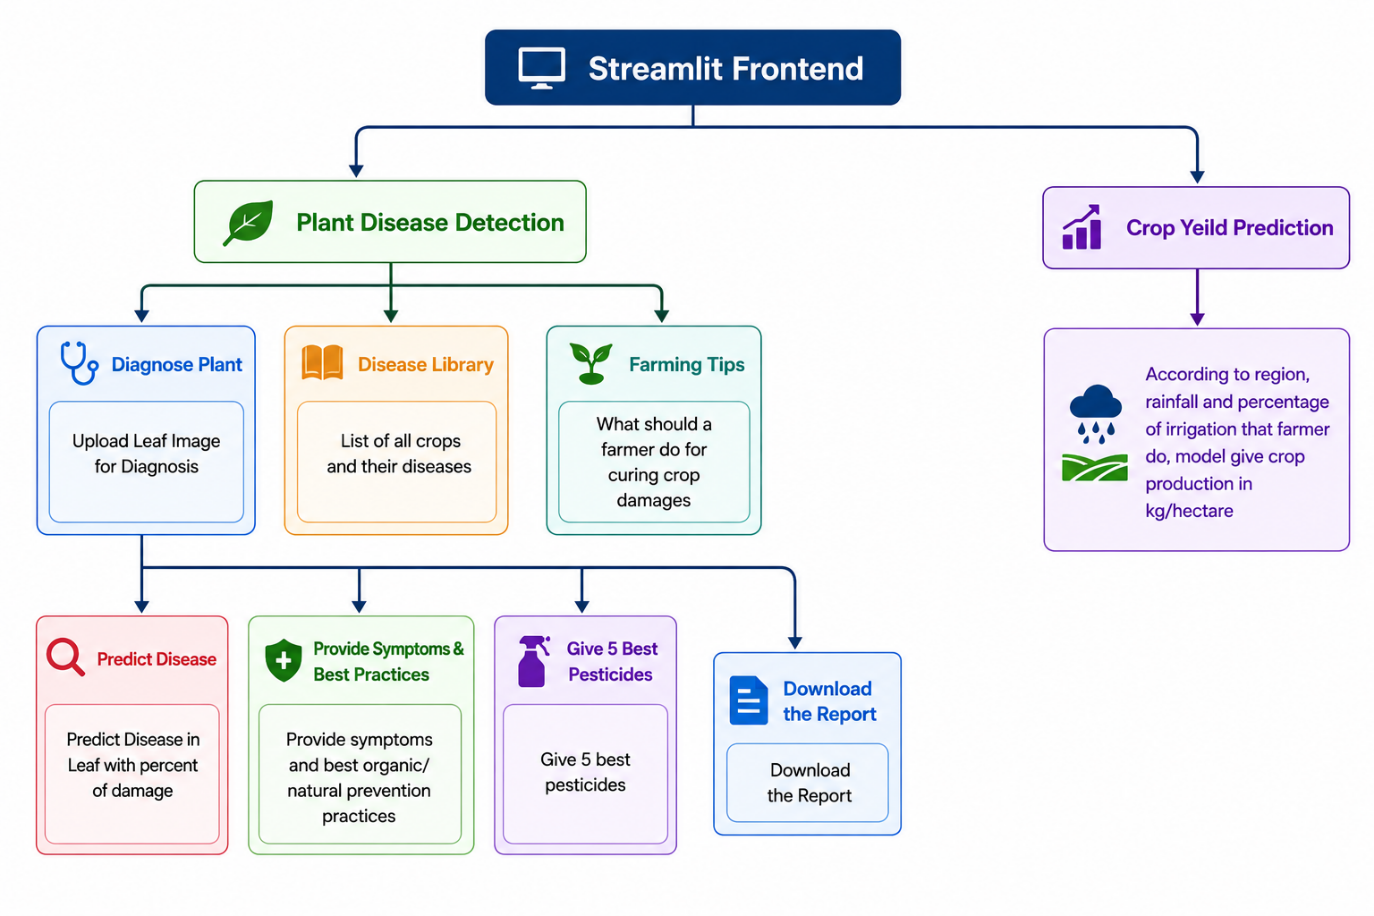 Streamlit Frontend
Plant Disease Detection
Crop Yeild Prediction
Diagnose Plant
Upload Leaf Image
for Diagnosis
Disease Library
List of all crops
and their diseases
Farming Tips
What should a
farmer do for
curing crop
damages
According to region,
rainfall and percentage
of irrigation that farmer
do, model give crop
production in
kg/hectare
Predict Disease
Predict Disease in
Leaf with percent
of damage
Provide Symptoms &
Best Practices
Provide symptoms
and best organic/
natural prevention
practices
Give 5 Best
Pesticides
Give 5 best
pesticides
Download
the Report
Download
the Report